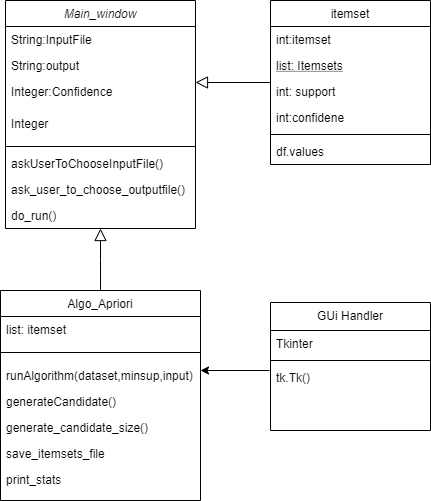 Main_window
String:InputFile
String:output
Integer:Confidence
Integer
askUserToChooseInputFile()
ask_user_to_choose_outputfile()
do_run()
itemset
int:itemset
list: Itemsets
int: support
int:confidene
df.values
Algo_Apriori
list: itemset
runAlgorithm(dataset,minsup,input)
generateCandidate()
generate_candidate_size()
save_itemsets_file
print_stats
GUi Handler
Tkinter
tk.Tk()